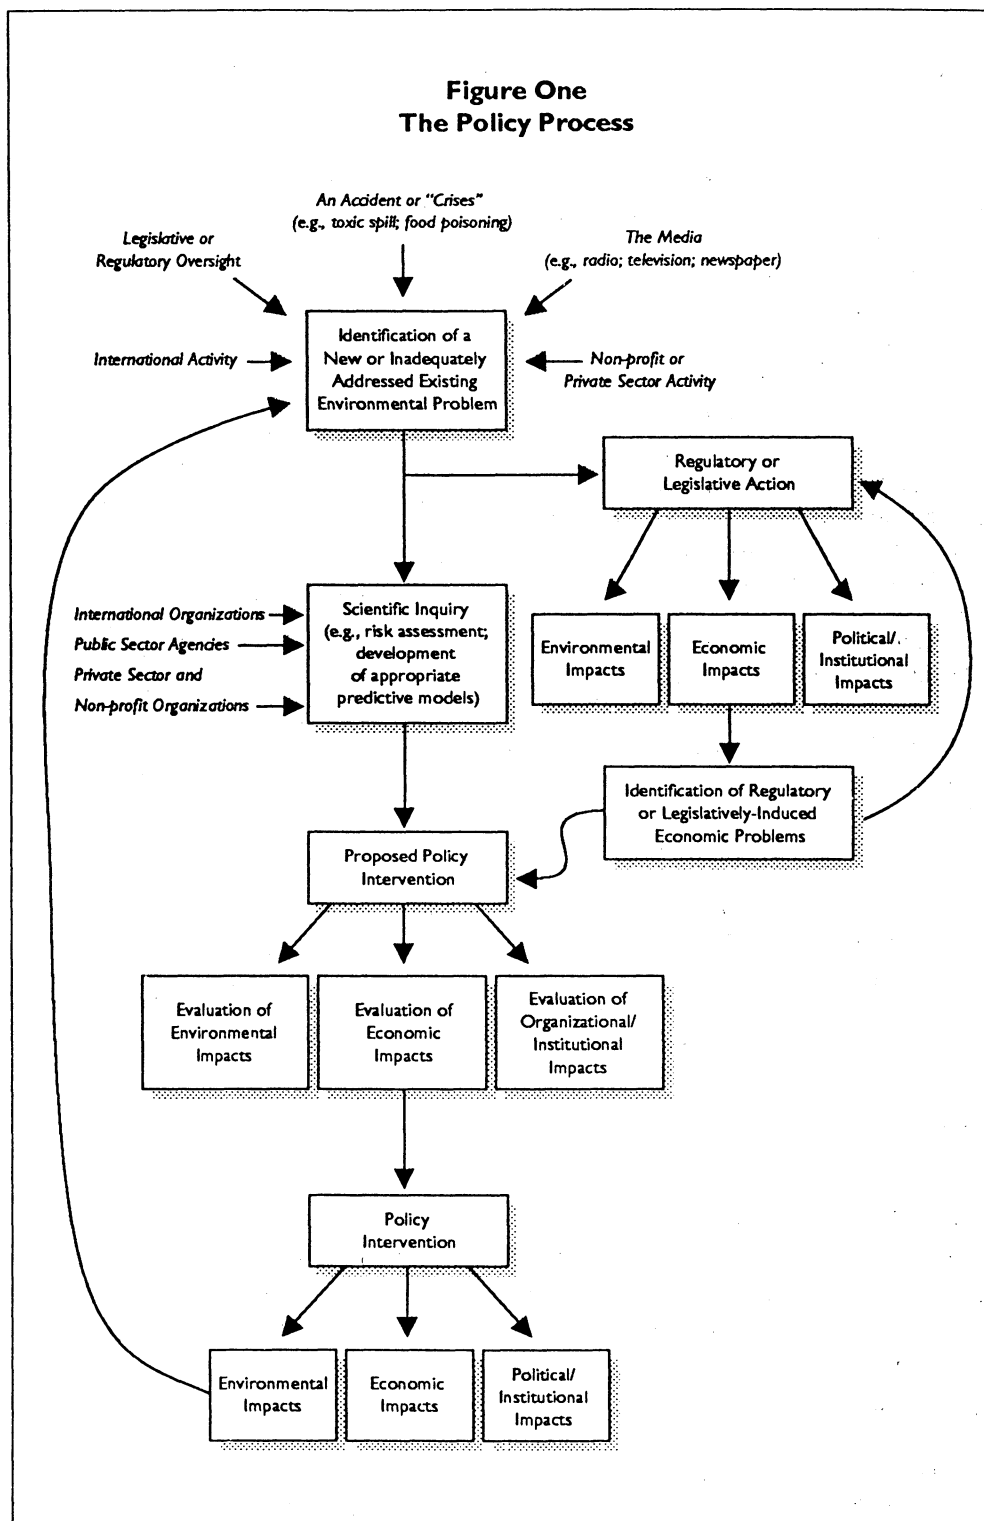 Figure One
The Policy Process
An Accident or "Crises"
(e.g., toxic spill; food poisoning)
Legislative or
Regulatory Oversight
The Media
(e.g., radio; television; newspaper)
International Activity
Identification of a
New or Inadequately
Addressed Existing
Environmental Problem
Non-profit or
Private Sector Activity
Regulatory or
Legislative Action
International Organizations
Public Sector Agencies
Private Sector and
Non-profit Organizations
Scientific Inquiry
(e.g., risk assessment;
development
of appropriate
predictive models)
Environmental
Impacts
Economic
Impacts
Political/
Institutional
Impacts
Identification of Regulatory
or Legislatively-Induced
Economic Problems
Proposed Policy
Intervention
Evaluation of
Environmental
Impacts
Evaluation of
Economic
Impacts
Evaluation of
Organizational/
Institutional
Impacts
Policy
Intervention
Environmental
Impacts
Economic
Impacts
Political/
Institutional
Impacts